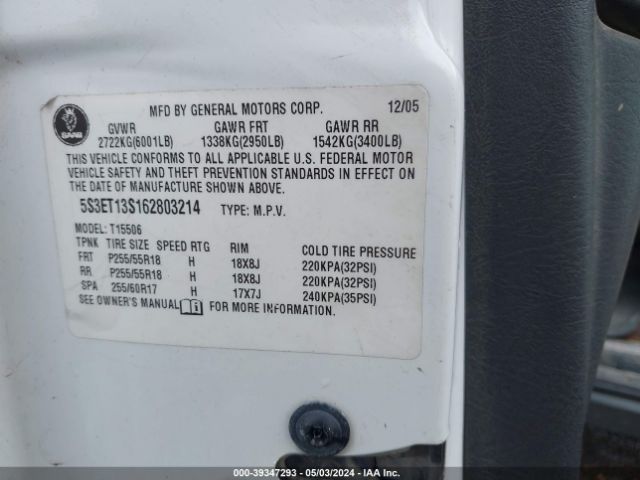 SAAB
MFD BY GENERAL MOTORS CORP. 12/05
GVWR GAWR FRT GAWR RR
2722KG(6001LB) 1338KG(2950LB) 1542KG(3400LB)
THIS VEHICLE CONFORMS TO ALL APPLICABLE U.S. FEDERAL MOTOR
VEHICLE SAFETY AND THEFT PREVENTION STANDARDS IN EFFECT ON
THE DATE OF MANUFACTURE SHOWN ABOVE.
5S3ET13S162803214 TYPE: M.P.V.
MODEL: T15506
TPNK TIRE SIZE SPEED RTG RIM COLD TIRE PRESSURE
FRT P255/55R18 H 18X8J 220KPA(32PSI)
RR P255/55R18 H 18X8J 220KPA(32PSI)
SPA 255/60R17 H 17X7J 240KPA(35PSI)
SEE OWNER'S MANUAL FOR MORE INFORMATION.
000-39347293 - 05/03/2024 - IAA Inc.